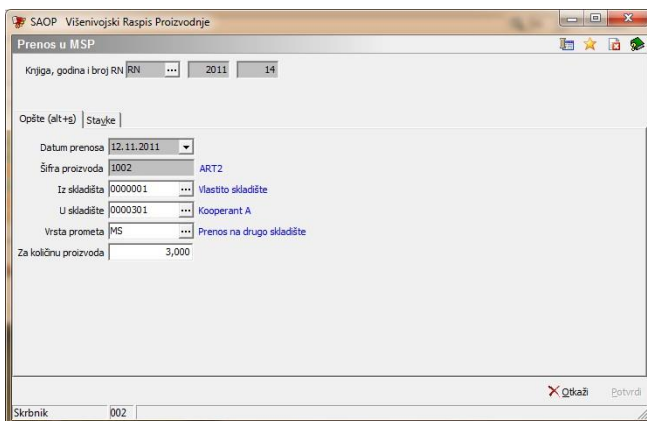 SAOP Višenivojski Raspis Proizvodnje
Prenos u MSP
Knjiga, godina i broj RN RN ... 2011 14
Opšte (alt+s) Stavke
Datum prenosa 12.11.2011
Šifra proizvoda 1002 ART2
Iz skladišta 0000001 ... Vlastito skladište
U skladište 0000301 ... Kooperant A
Vrsta prometa MS ... Prenos na drugo skladište
Za količinu proizvoda 3,000
Otkaži Potvrdi
Skrbnik 002